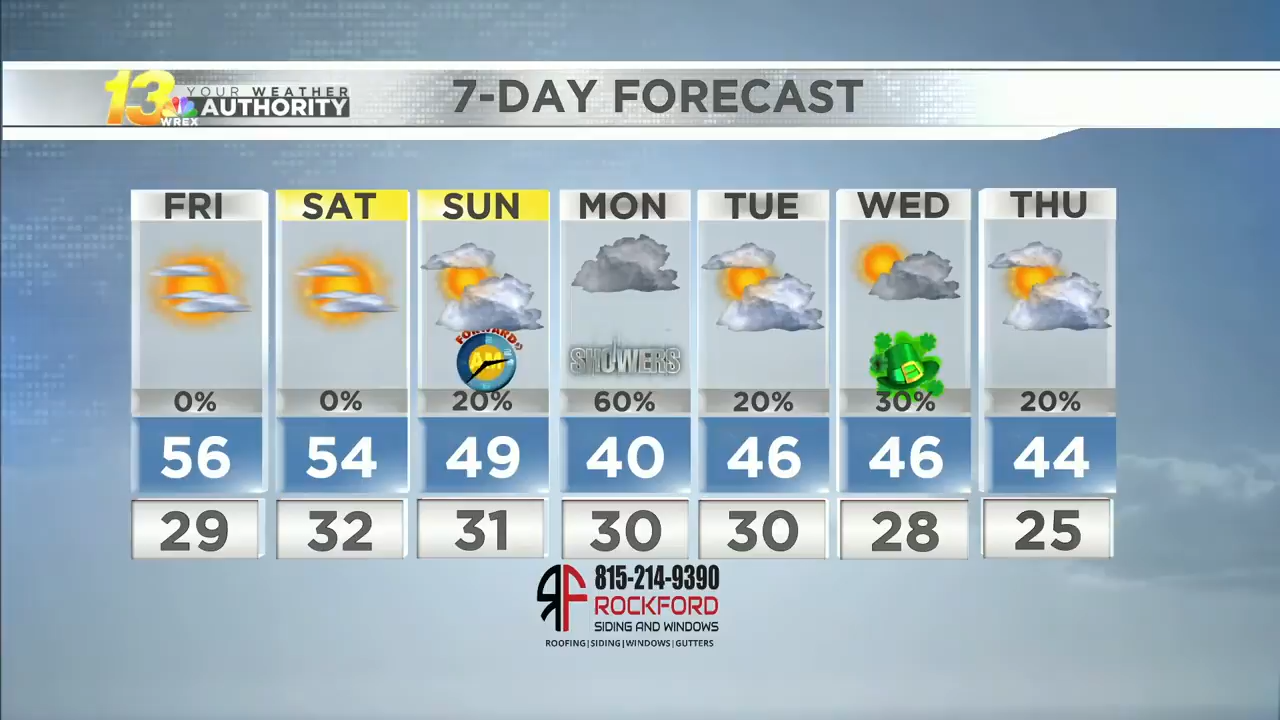 13 YOUR WEATHER
AUTHORITY
WREX
7-DAY FORECAST
FRI SAT SUN MON TUE WED THU
FORWARD
AM
SHOWERS
0% 0% 20% 60% 20% 30% 20%
56 54 49 40 46 46 44
29 32 31 30 30 28 25
RF
815-214-9390
ROCKFORD
SIDING AND WINDOWS
ROOFING|SIDING|WINDOWS|GUTTERS